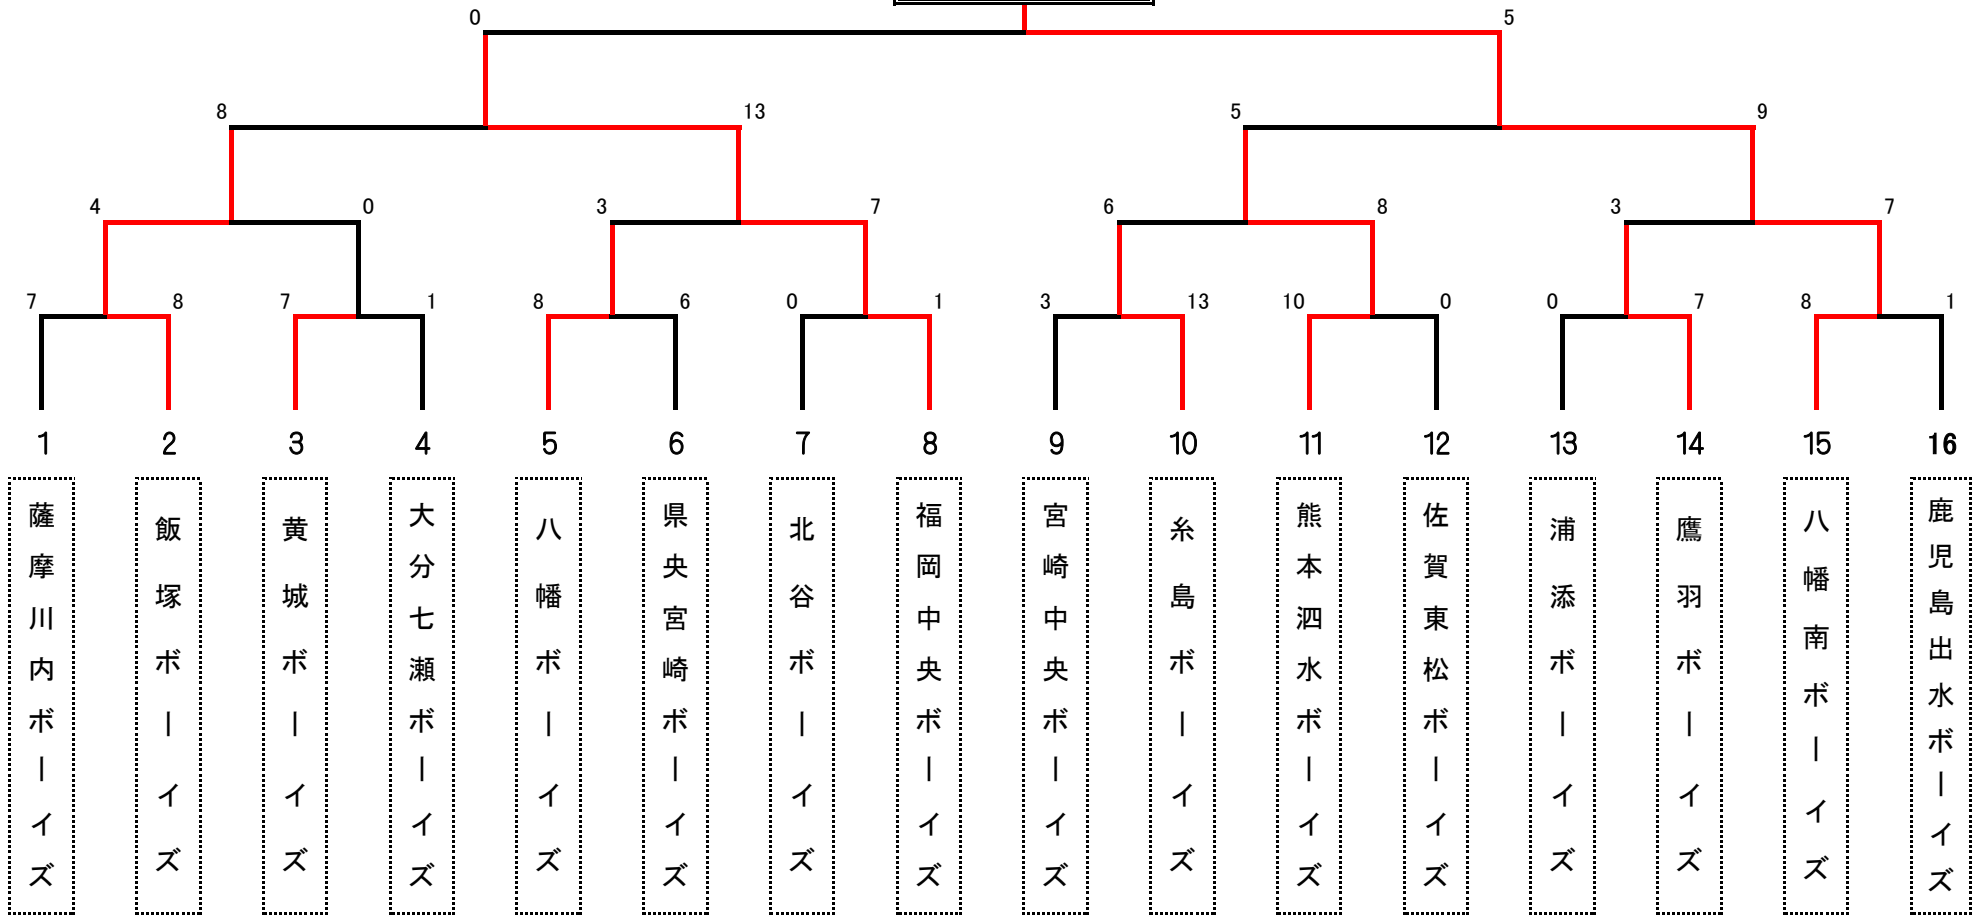 0 5
8 13 5 9
4 0 3 7 6 8 3 7
7 8 7 1 8 6 0 1 3 13 10 0 0 7 8 1
1 2 3 4 5 6 7 8 9 10 11 12 13 14 15 16
薩摩川内ボーイズ
飯塚ボーイズ
黄城ボーイズ
大分七瀬ボーイズ
八幡ボーイズ
県央宮崎ボーイズ
北谷ボーイズ
福岡中央ボーイズ
宮崎中央ボーイズ
糸島ボーイズ
熊本泗水ボーイズ
佐賀東松ボーイズ
浦添ボーイズ
鷹羽ボーイズ
八幡南ボーイズ
鹿児島出水ボーイズ